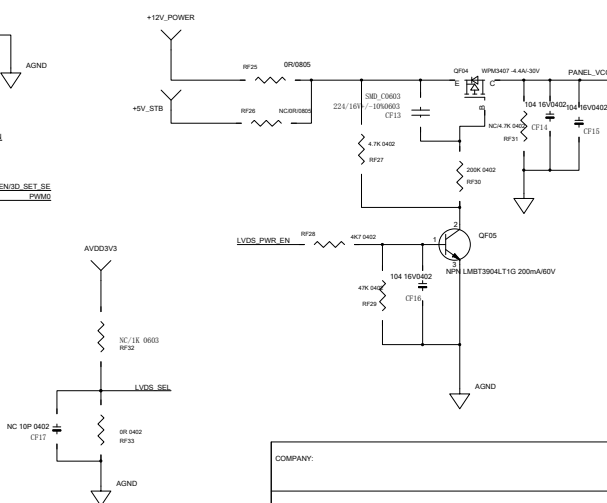 +12V_POWER
AGND
RF25
0R/0805
QF04
WPM3407 -4.4A/-30V
PANEL_VCC
E
C
B
+5V_STB
RF26
NC/0R/0805
SMD_C0603
224/16V+/-10%0603
CF13
104 16V0402
104 16V0402
NC/4.7K 0402
CF14
CF15
RF31
4.7K 0402
RF27
200K 0402
RF30
EN/3D_SET_SE
PWM0
LVDS_PWR_EN
RF28
4K7 0402
1
2
3
QF05
NPN LMBT3904LT1G 200mA/60V
AVDD3V3
104 16V0402
47K 0402
CF16
RF29
NC/1K 0603
RF32
LVDS_SEL
AGND
NC 10P 0402
CF17
0R 0402
RF33
AGND
COMPANY: